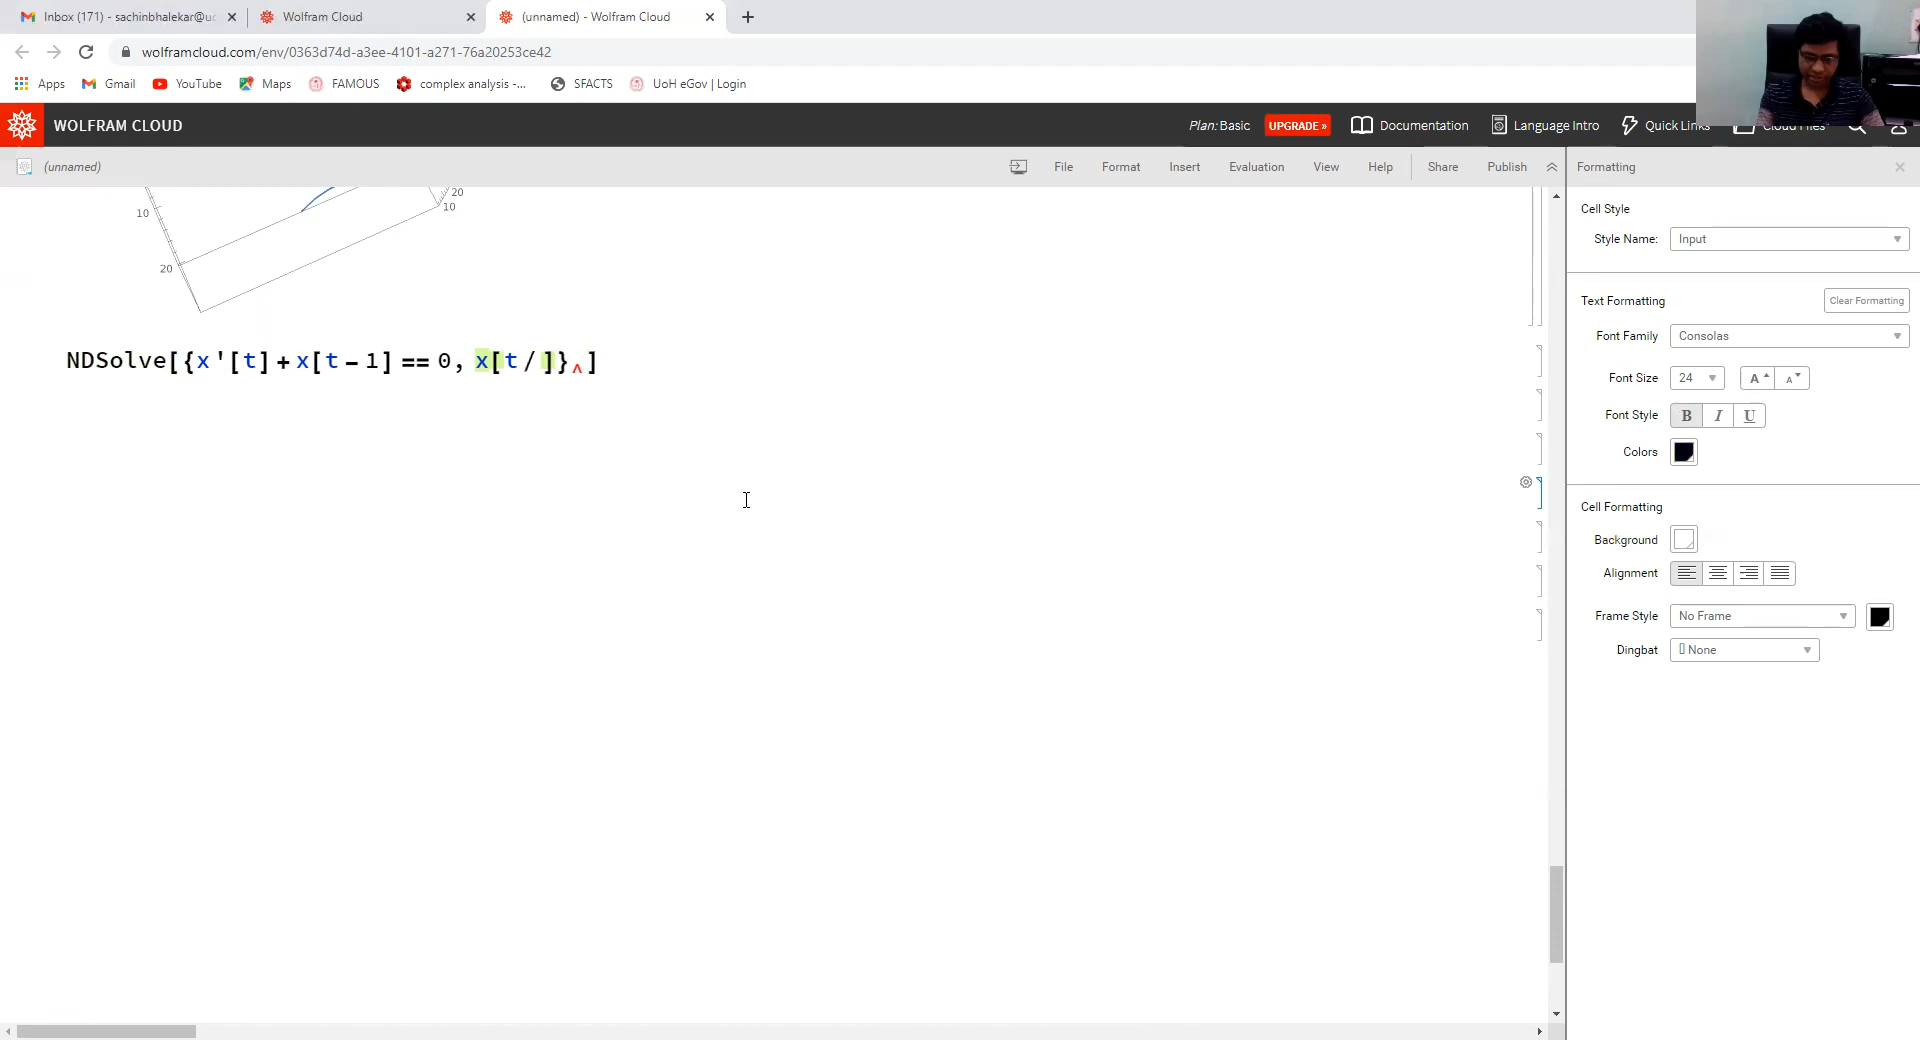 Inbox (171) - sachinbhalekar@uo
Wolfram Cloud
(unnamed) - Wolfram Cloud
wolframcloud.com/env/0363d74d-a3ee-4101-a271-76a20253ce42
Apps
Gmail
YouTube
Maps
FAMOUS
complex analysis -...
SFACTS
UoH eGov | Login
WOLFRAM CLOUD
Plan: Basic
UPGRADE »
Documentation
Language Intro
Quick Links
Cloud Files
(unnamed)
File
Format
Insert
Evaluation
View
Help
Share
Publish
Formatting
20
10
10
20
NDSolve[{x'[t]+x[t-1]==0, x[t/]}‸]
Cell Style
Style Name: Input
Text Formatting
Clear Formatting
Font Family Consolas
Font Size 24 A A
Font Style B I U
Colors
Cell Formatting
Background
Alignment
Frame Style No Frame
Dingbat None